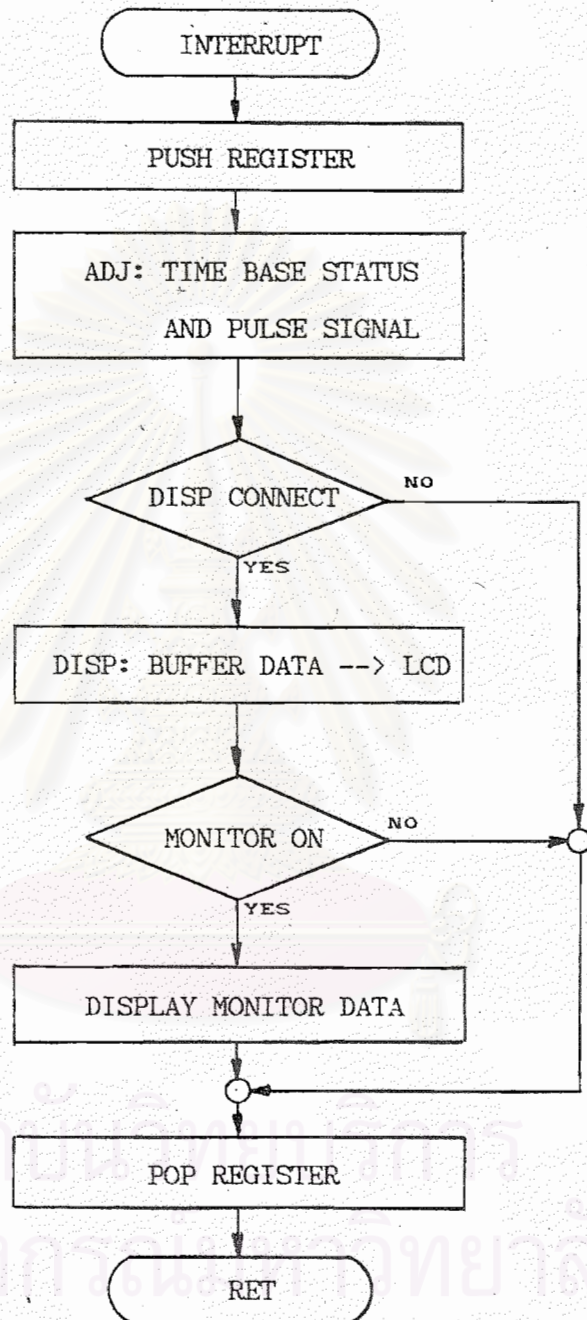 INTERRUPT
PUSH REGISTER
ADJ: TIME BASE STATUS
AND PULSE SIGNAL
DISP CONNECT
NO
YES
DISP: BUFFER DATA --> LCD
MONITOR ON
NO
YES
DISPLAY MONITOR DATA
POP REGISTER
RET